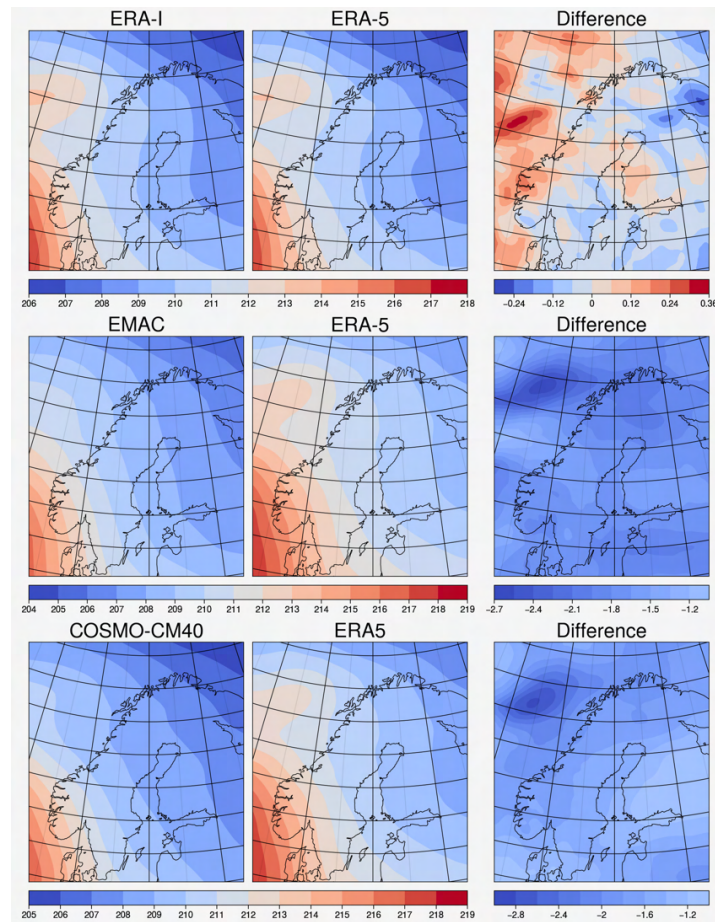 ERA-I ERA-5 Difference
206 207 208 209 210 211 212 213 214 215 216 217 218
−0.24 −0.12 0 0.12 0.24 0.36
EMAC ERA-5 Difference
204 205 206 207 208 209 210 211 212 213 214 215 216 217 218 219
−2.7 −2.4 −2.1 −1.8 −1.5 −1.2
COSMO-CM40 ERA5 Difference
205 206 207 208 209 210 211 212 213 214 215 216 217 218 219
−2.8 −2.4 −2 −1.6 −1.2